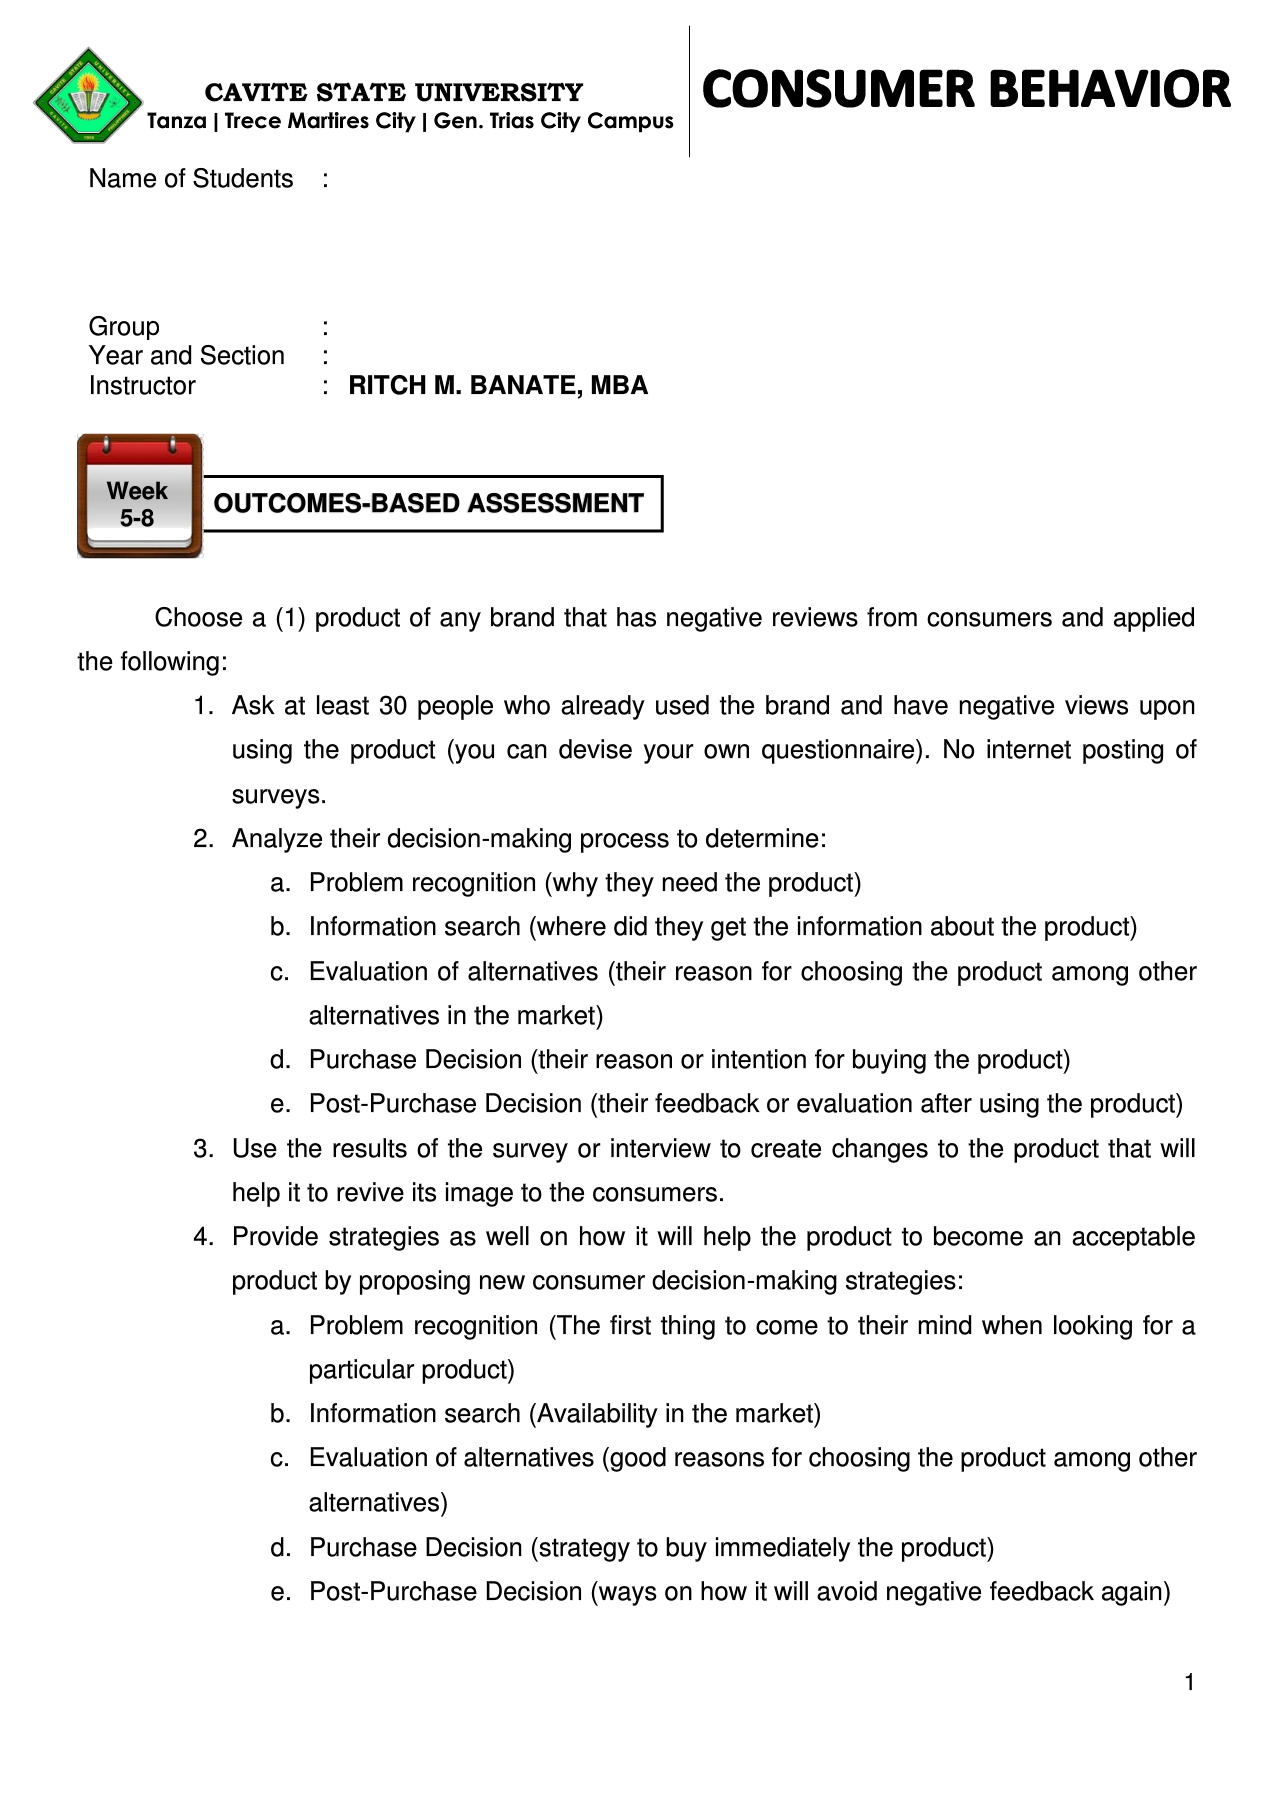 CAVITE STATE UNIVERSITY
Tanza | Trece Martires City | Gen. Trias City Campus
CONSUMER BEHAVIOR
Name of Students :
Group :
Year and Section :
Instructor : RITCH M. BANATE, MBA
Week
5-8
OUTCOMES-BASED ASSESSMENT
Choose a (1) product of any brand that has negative reviews from consumers and applied
the following:
1. Ask at least 30 people who already used the brand and have negative views upon
using the product (you can devise your own questionnaire). No internet posting of
surveys.
2. Analyze their decision-making process to determine:
a. Problem recognition (why they need the product)
b. Information search (where did they get the information about the product)
c. Evaluation of alternatives (their reason for choosing the product among other
alternatives in the market)
d. Purchase Decision (their reason or intention for buying the product)
e. Post-Purchase Decision (their feedback or evaluation after using the product)
3. Use the results of the survey or interview to create changes to the product that will
help it to revive its image to the consumers.
4. Provide strategies as well on how it will help the product to become an acceptable
product by proposing new consumer decision-making strategies:
a. Problem recognition (The first thing to come to their mind when looking for a
particular product)
b. Information search (Availability in the market)
c. Evaluation of alternatives (good reasons for choosing the product among other
alternatives)
d. Purchase Decision (strategy to buy immediately the product)
e. Post-Purchase Decision (ways on how it will avoid negative feedback again)
1